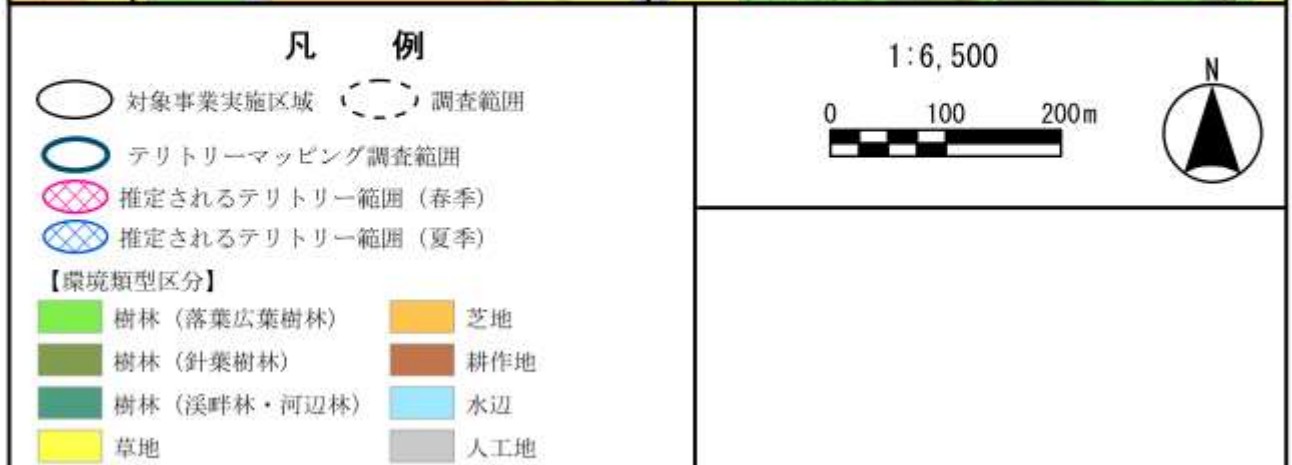 凡 例
対象事業実施区域 調査範囲
テリトリーマッピング調査範囲
推定されるテリトリー範囲（春季）
推定されるテリトリー範囲（夏季）
【環境類型区分】
樹林（落葉広葉樹林） 芝地
樹林（針葉樹林） 耕作地
樹林（渓畔林・河辺林） 水辺
草地 人工地
1:6,500
N
0 100 200m